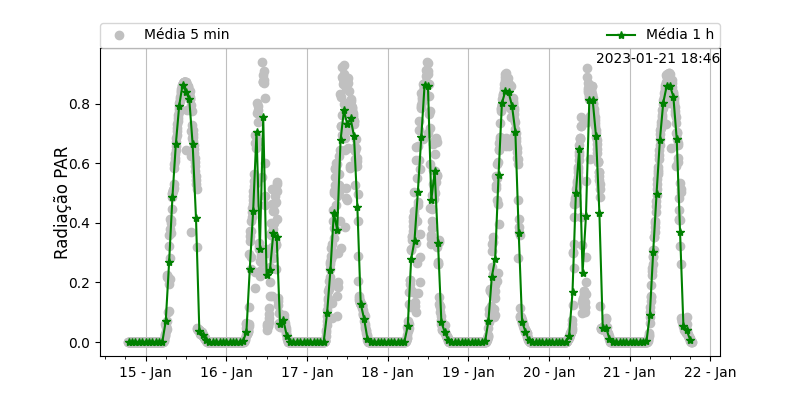 Média 5 min
Média 1 h
2023-01-21 18:46
Radiação PAR
0.8
0.6
0.4
0.2
0.0
15 - Jan 16 - Jan 17 - Jan 18 - Jan 19 - Jan 20 - Jan 21 - Jan 22 - Jan